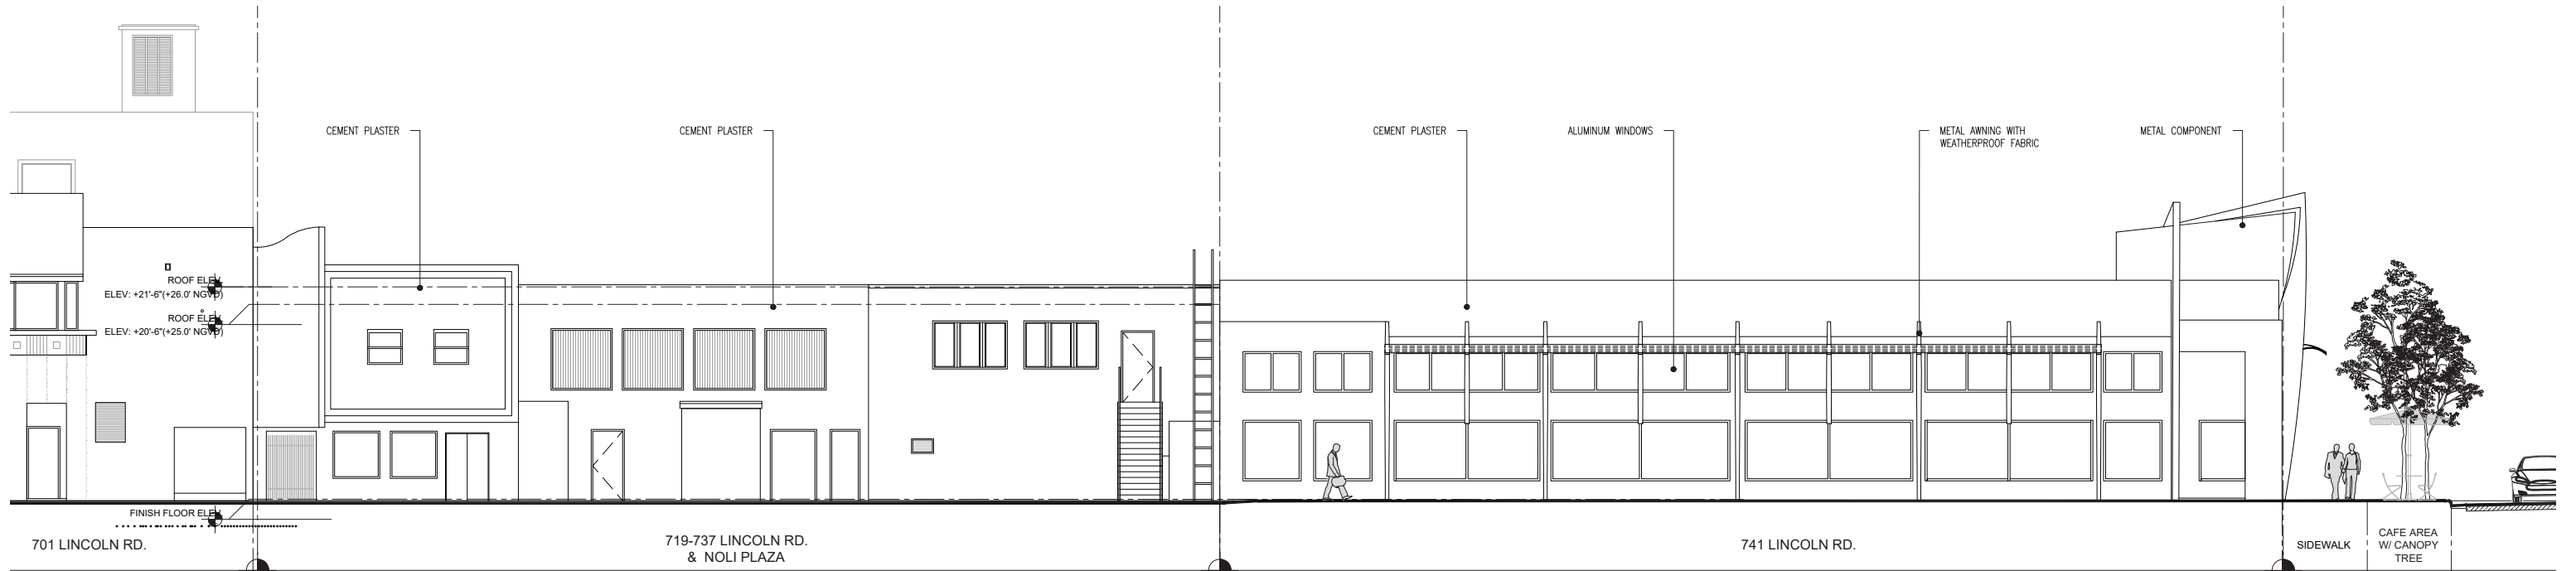 CEMENT PLASTER
CEMENT PLASTER
CEMENT PLASTER
ALUMINUM WINDOWS
METAL AWNING WITH
WEATHERPROOF FABRIC
METAL COMPONENT
ROOF ELEV.
ELEV: +21'-6"(+26.0' NGVD)
ROOF ELEV.
ELEV: +20'-6"(+25.0' NGVD)
FINISH FLOOR ELEV.
701 LINCOLN RD.
719-737 LINCOLN RD.
& NOLI PLAZA
741 LINCOLN RD.
SIDEWALK
CAFE AREA
W/ CANOPY
TREE